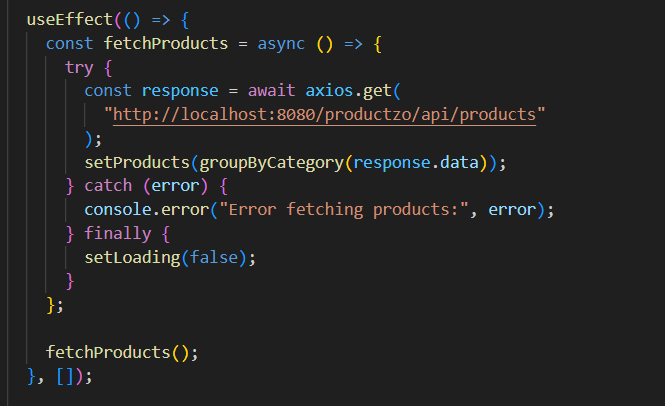 useEffect(() => {
  const fetchProducts = async () => {
    try {
      const response = await axios.get(
        "http://localhost:8080/productzo/api/products"
      );
      setProducts(groupByCategory(response.data));
    } catch (error) {
      console.error("Error fetching products:", error);
    } finally {
      setLoading(false);
    }
  };

  fetchProducts();
}, []);